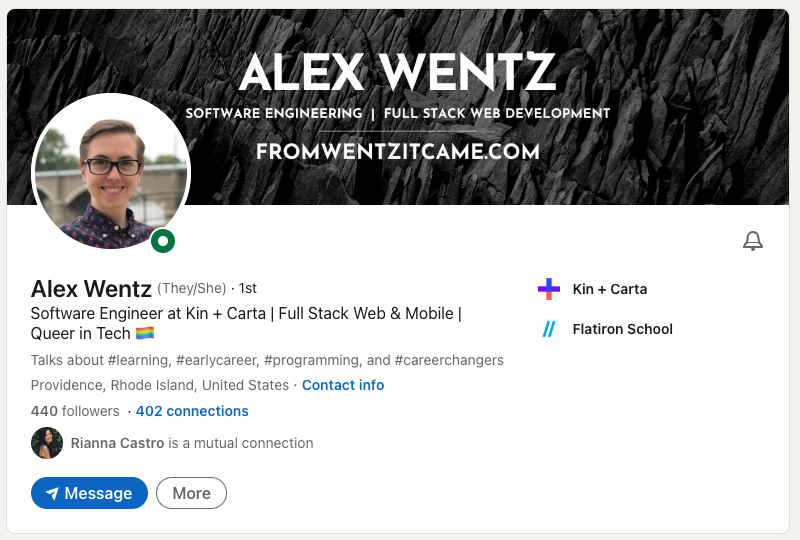 ALEX WENTZ
SOFTWARE ENGINEERING | FULL STACK WEB DEVELOPMENT
FROMWENTZITCAME.COM
Alex Wentz (They/She) · 1st
Software Engineer at Kin + Carta | Full Stack Web & Mobile |
Queer in Tech 🏳️‍🌈
Talks about #learning, #earlycareer, #programming, and #careerchangers
Providence, Rhode Island, United States · Contact info
440 followers · 402 connections
Rianna Castro is a mutual connection
Message
More
Kin + Carta
Flatiron School